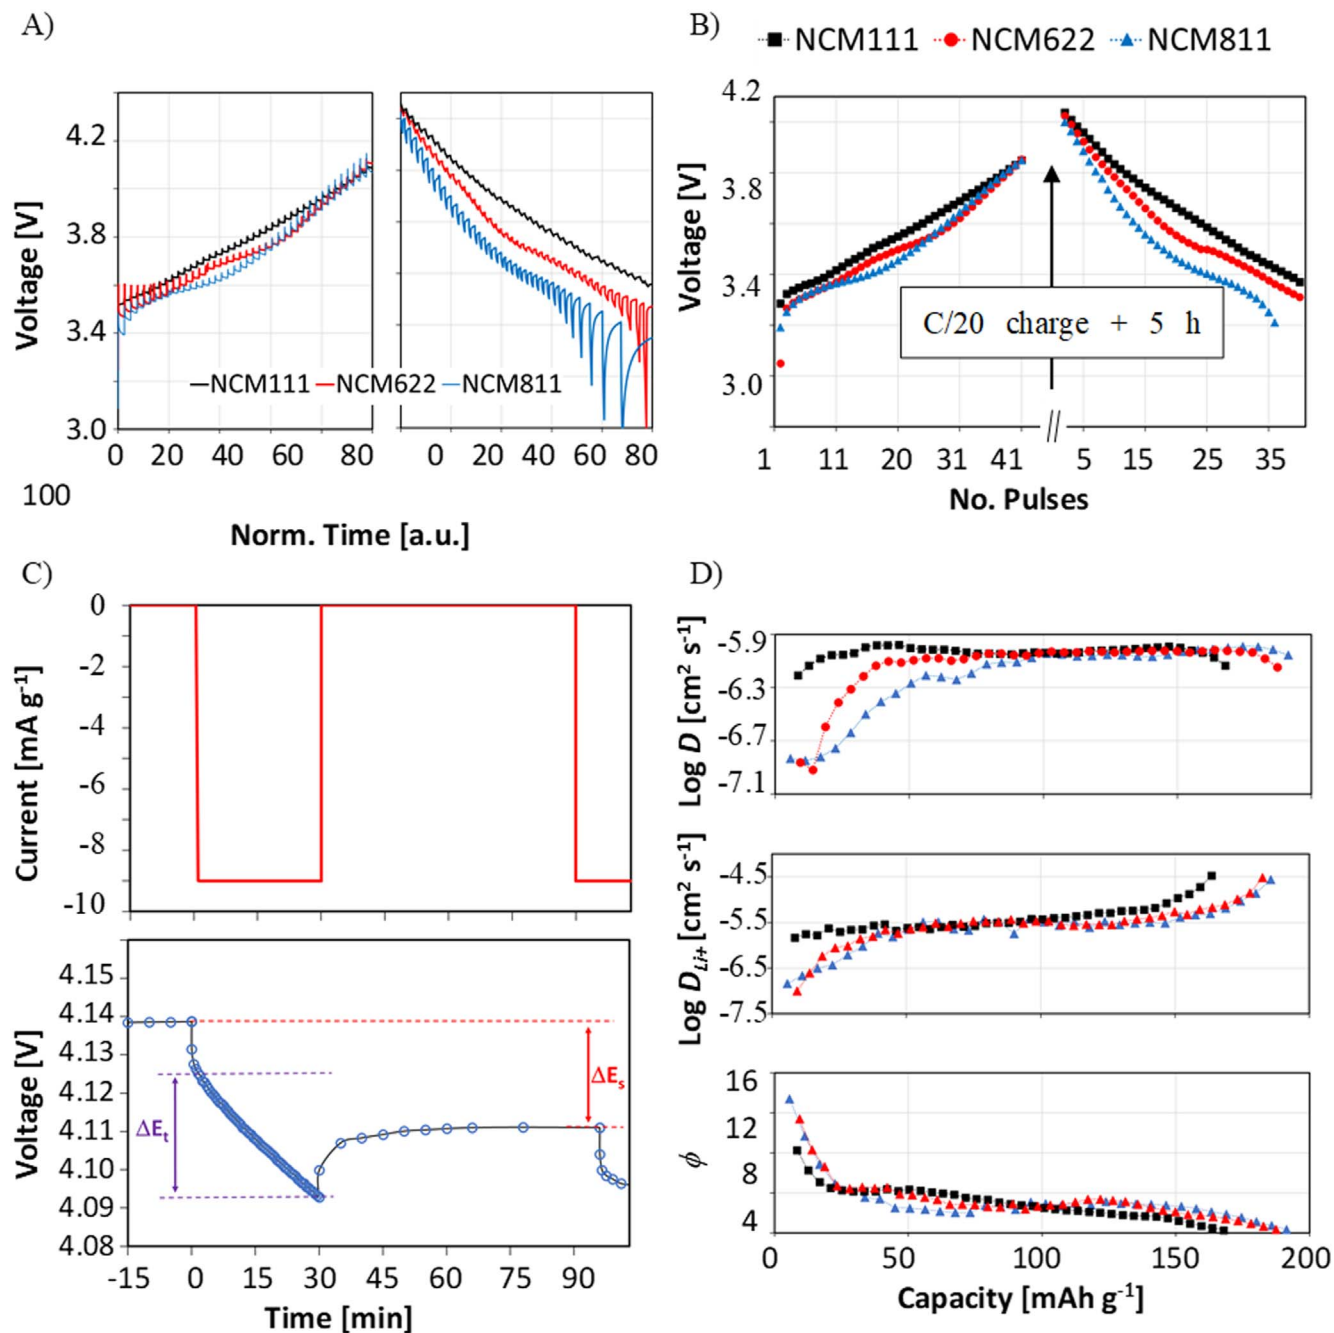 A)
4.2
3.8
3.4
3.0
Voltage [V]
NCM111 NCM622 NCM811
0 20 40 60 80 0 20 40 60 80
100
Norm. Time [a.u.]
B)
NCM111 NCM622 NCM811
4.2
3.8
3.4
3.0
Voltage [V]
C/20 charge + 5 h
1 11 20 31 41 // 5 15 25 35
No. Pulses
C)
0
-2
-4
-6
-8
-10
Current [mA g-1]
4.15
4.14
4.13
4.12
4.11
4.10
4.09
4.08
Voltage [V]
ΔEt
ΔEs
-15 0 15 30 45 60 75 90
Time [min]
D)
-5.9
-6.3
-6.7
-7.1
Log D [cm2 s-1]
-4.5
-5.5
-6.5
-7.5
Log DLi+ [cm2 s-1]
16
12
8
4
ϕ
0 50 100 150 200
Capacity [mAh g-1]